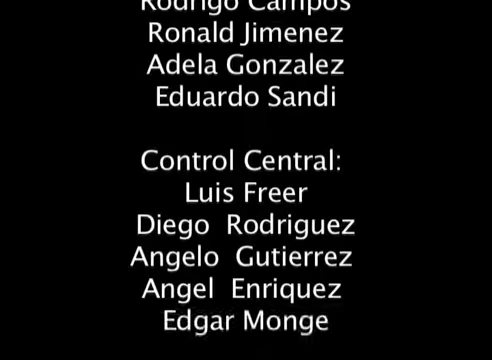 Rodrigo Campos
Ronald Jimenez
Adela Gonzalez
Eduardo Sandi
Control Central:
Luis Freer
Diego Rodriguez
Angelo Gutierrez
Angel Enriquez
Edgar Monge